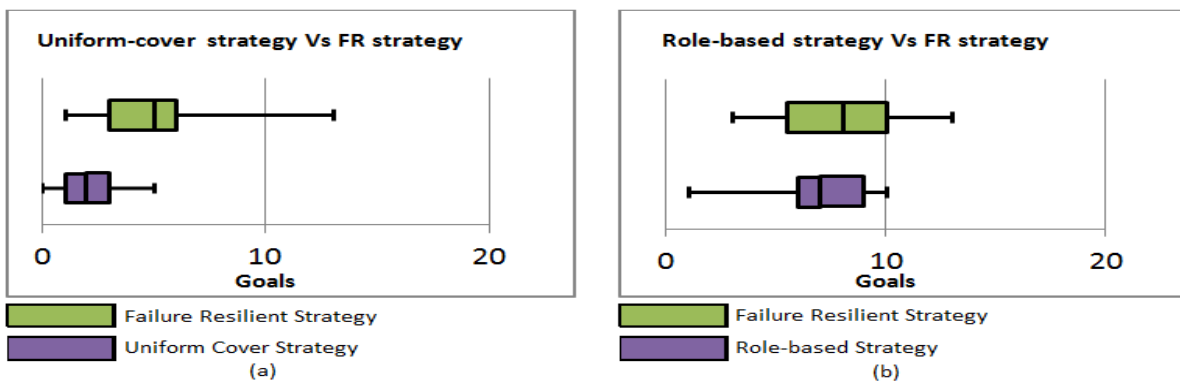 Uniform-cover strategy Vs FR strategy
0 10 20
Goals
Failure Resilient Strategy
Uniform Cover Strategy
(a)
Role-based strategy Vs FR strategy
0 10 20
Goals
Failure Resilient Strategy
Role-based Strategy
(b)